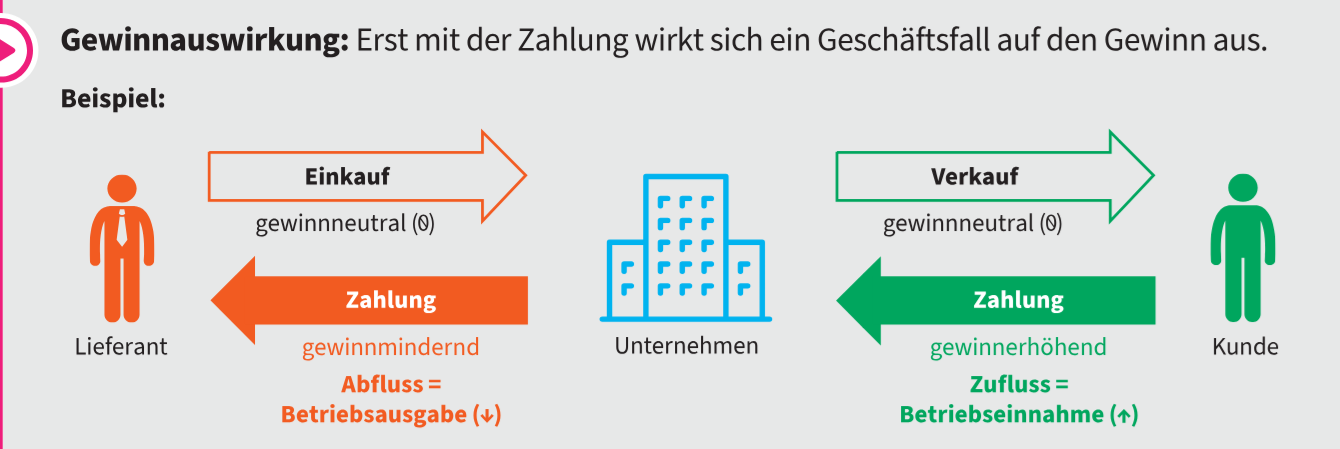 Gewinnauswirkung: Erst mit der Zahlung wirkt sich ein Geschäftsfall auf den Gewinn aus.
Beispiel:
Einkauf
gewinnneutral (0)
Zahlung
gewinnmindernd
Abfluss =
Betriebsausgabe (↓)
Verkauf
gewinnneutral (0)
Zahlung
gewinnerhöhend
Zufluss =
Betriebseinnahme (↑)
Lieferant
Unternehmen
Kunde